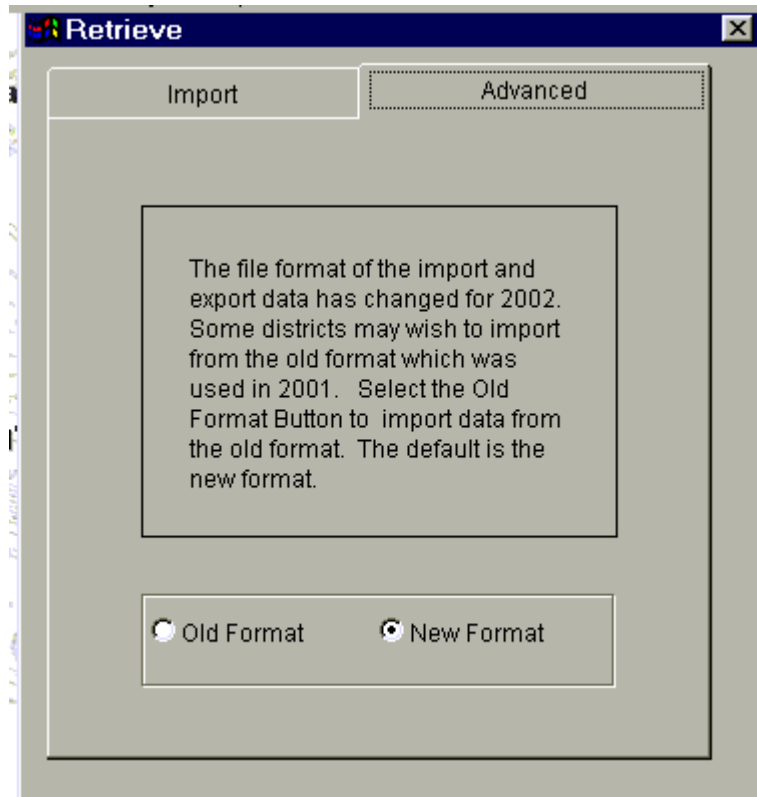 Retrieve
Import
Advanced
The file format of the import and
export data has changed for 2002.
Some districts may wish to import
from the old format which was
used in 2001. Select the Old
Format Button to import data from
the old format. The default is the
new format.
Old Format
New Format